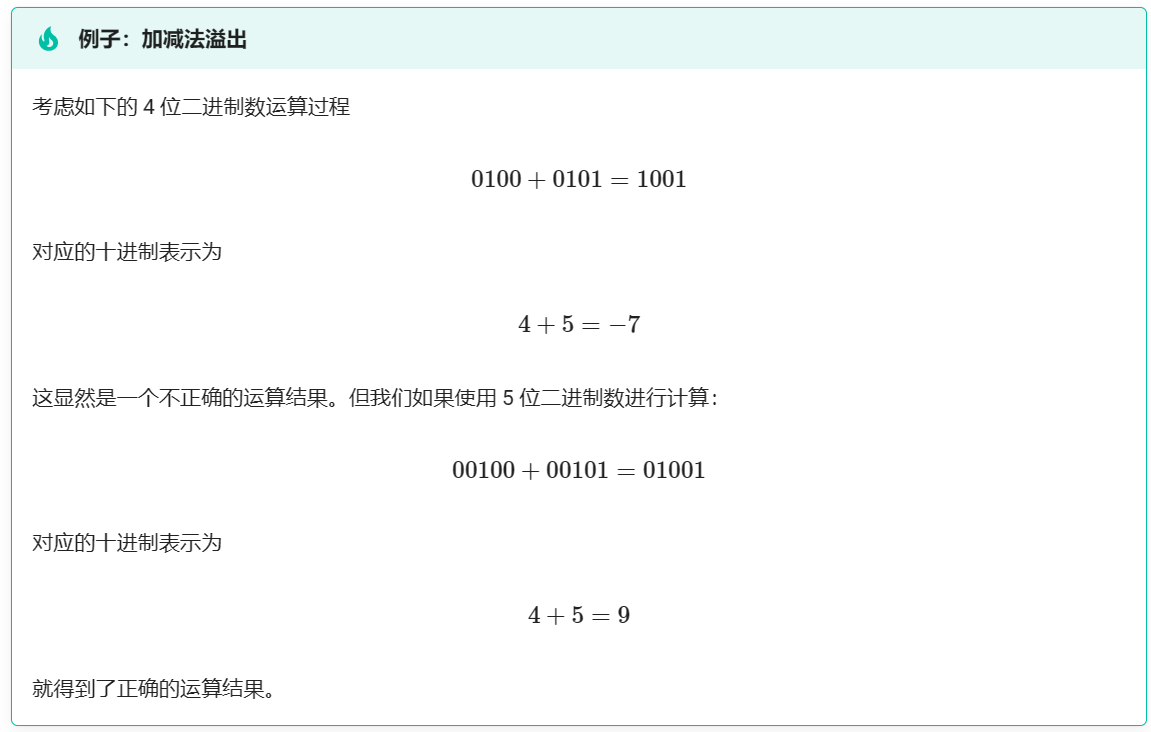 例子：加减法溢出
考虑如下的 4 位二进制数运算过程
0100 + 0101 = 1001
对应的十进制表示为
4 + 5 = −7
这显然是一个不正确的运算结果。但我们如果使用 5 位二进制数进行计算：
00100 + 00101 = 01001
对应的十进制表示为
4 + 5 = 9
就得到了正确的运算结果。